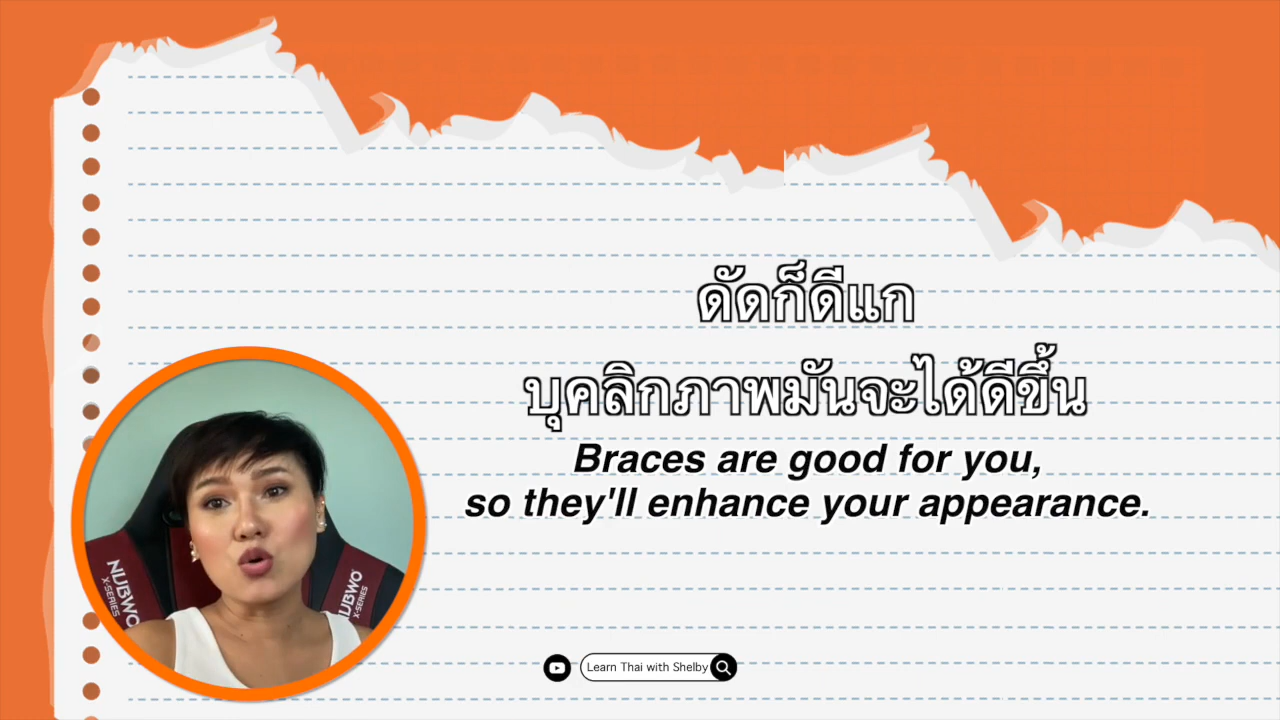 ดัดก็ดีแก
บุคลิกภาพมันจะได้ดีขึ้น
Braces are good for you,
so they'll enhance your appearance.
NUBWO
X-SERIES
NUBWO
X-SERIES
Learn Thai with Shelby